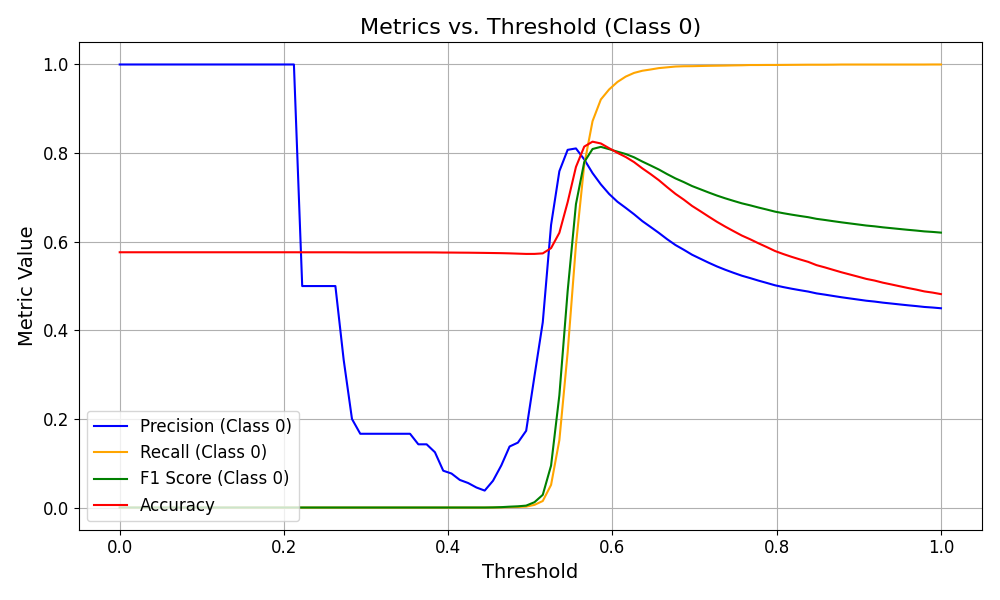 Metrics vs. Threshold (Class 0)
Metric Value
1.0
0.8
0.6
0.4
0.2
0.0
Precision (Class 0)
Recall (Class 0)
F1 Score (Class 0)
Accuracy
0.0 0.2 0.4 0.6 0.8 1.0
Threshold